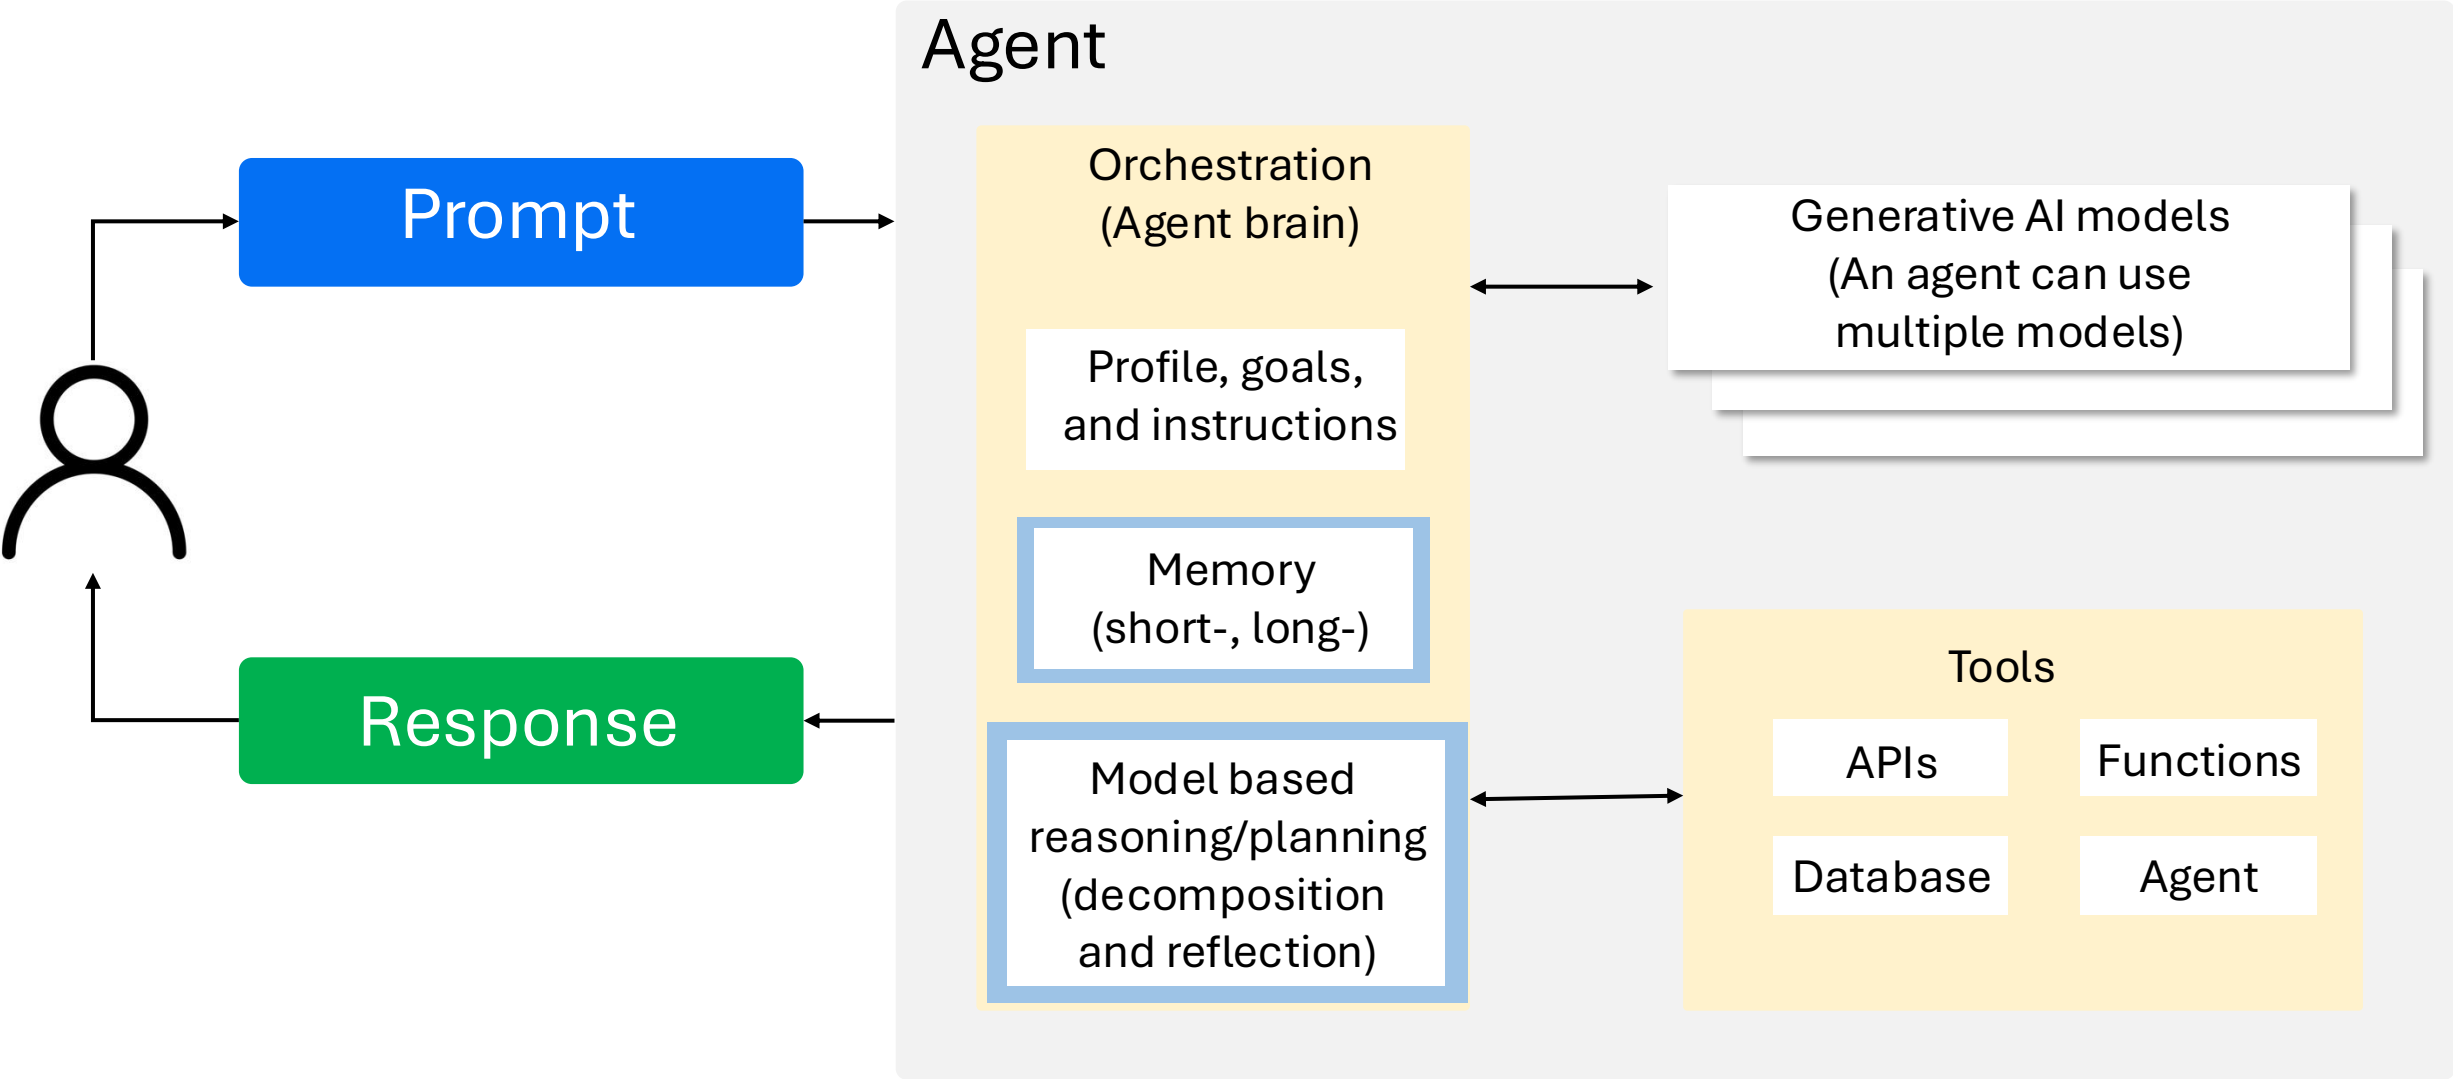 Agent
Prompt
Response
Orchestration
(Agent brain)
Profile, goals,
and instructions
Memory
(short-, long-)
Model based
reasoning/planning
(decomposition
and reflection)
Generative AI models
(An agent can use
multiple models)
Tools
APIs
Functions
Database
Agent